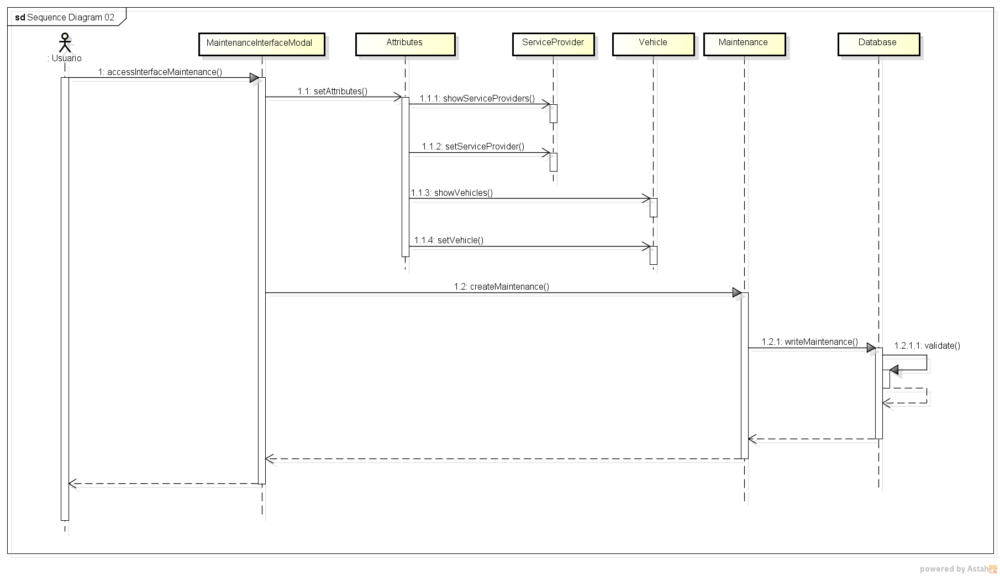 sd Sequence Diagram 02
: Usuario
MaintenanceInterfaceModal
Attributes
ServiceProvider
Vehicle
Maintenance
Database
1: accessInterfaceMaintenance()
1.1: setAttributes()
1.1.1: showServiceProviders()
1.1.2: setServiceProvider()
1.1.3: showVehicles()
1.1.4: setVehicle()
1.2: createMaintenance()
1.2.1: writeMaintenance()
1.2.1.1: validate()
powered by Astah